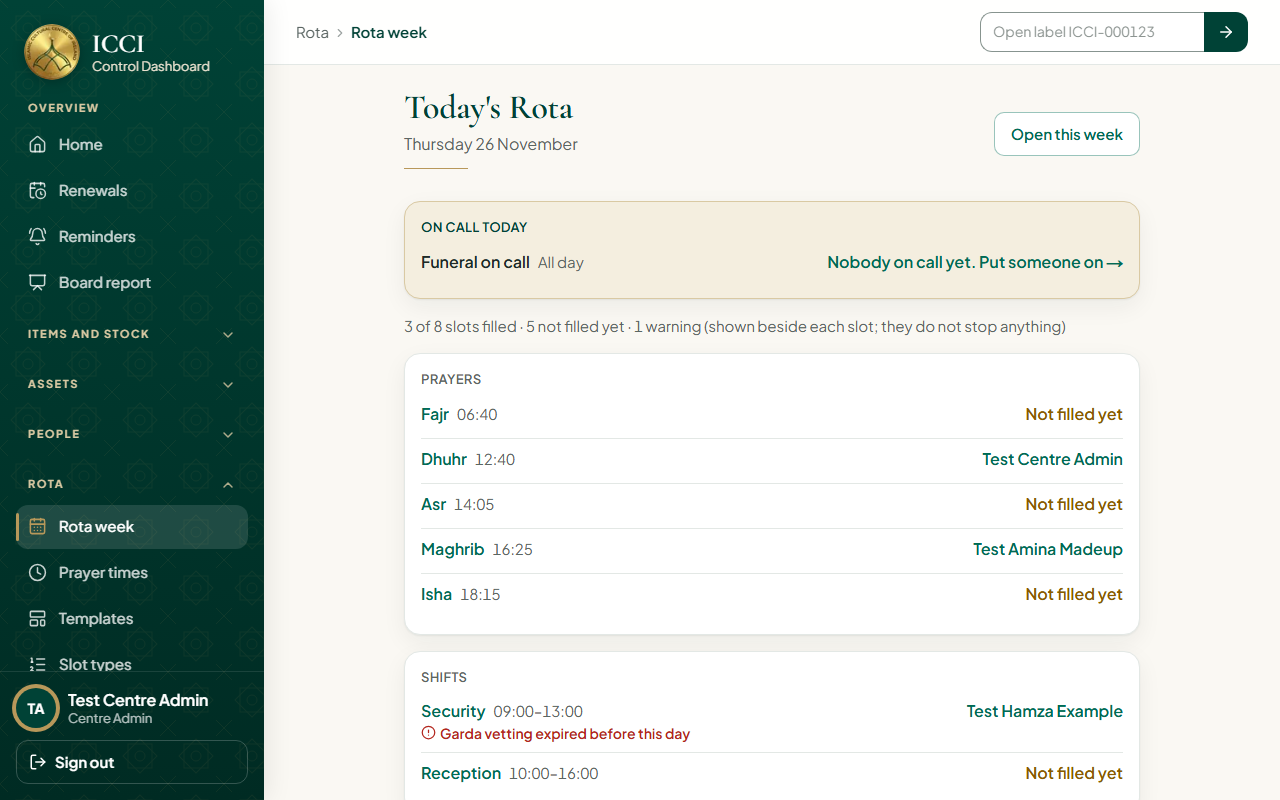 ICCI
Control Dashboard
OVERVIEW
Home
Renewals
Reminders
Board report
ITEMS AND STOCK
ASSETS
PEOPLE
ROTA
Rota week
Prayer times
Templates
Slot types
TA
Test Centre Admin
Centre Admin
Sign out
Rota › Rota week
Open label ICCI-000123
Today's Rota
Thursday 26 November
Open this week
ON CALL TODAY
Funeral on call All day
Nobody on call yet. Put someone on →
3 of 8 slots filled · 5 not filled yet · 1 warning (shown beside each slot; they do not stop anything)
PRAYERS
Fajr 06:40 Not filled yet
Dhuhr 12:40 Test Centre Admin
Asr 14:05 Not filled yet
Maghrib 16:25 Test Amina Madeup
Isha 18:15 Not filled yet
SHIFTS
Security 09:00–13:00 Test Hamza Example
Garda vetting expired before this day
Reception 10:00–16:00 Not filled yet